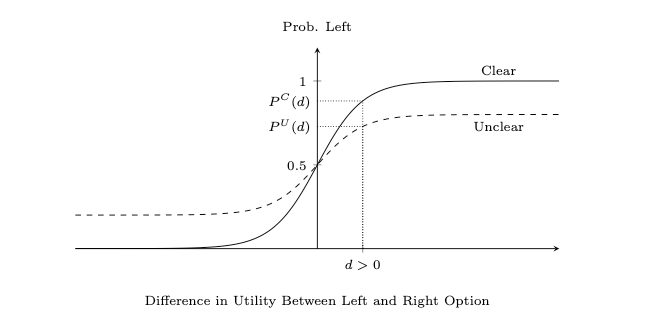 Prob. Left
Clear
1
P^C(d)
P^U(d)
Unclear
0.5
d > 0
Difference in Utility Between Left and Right Option